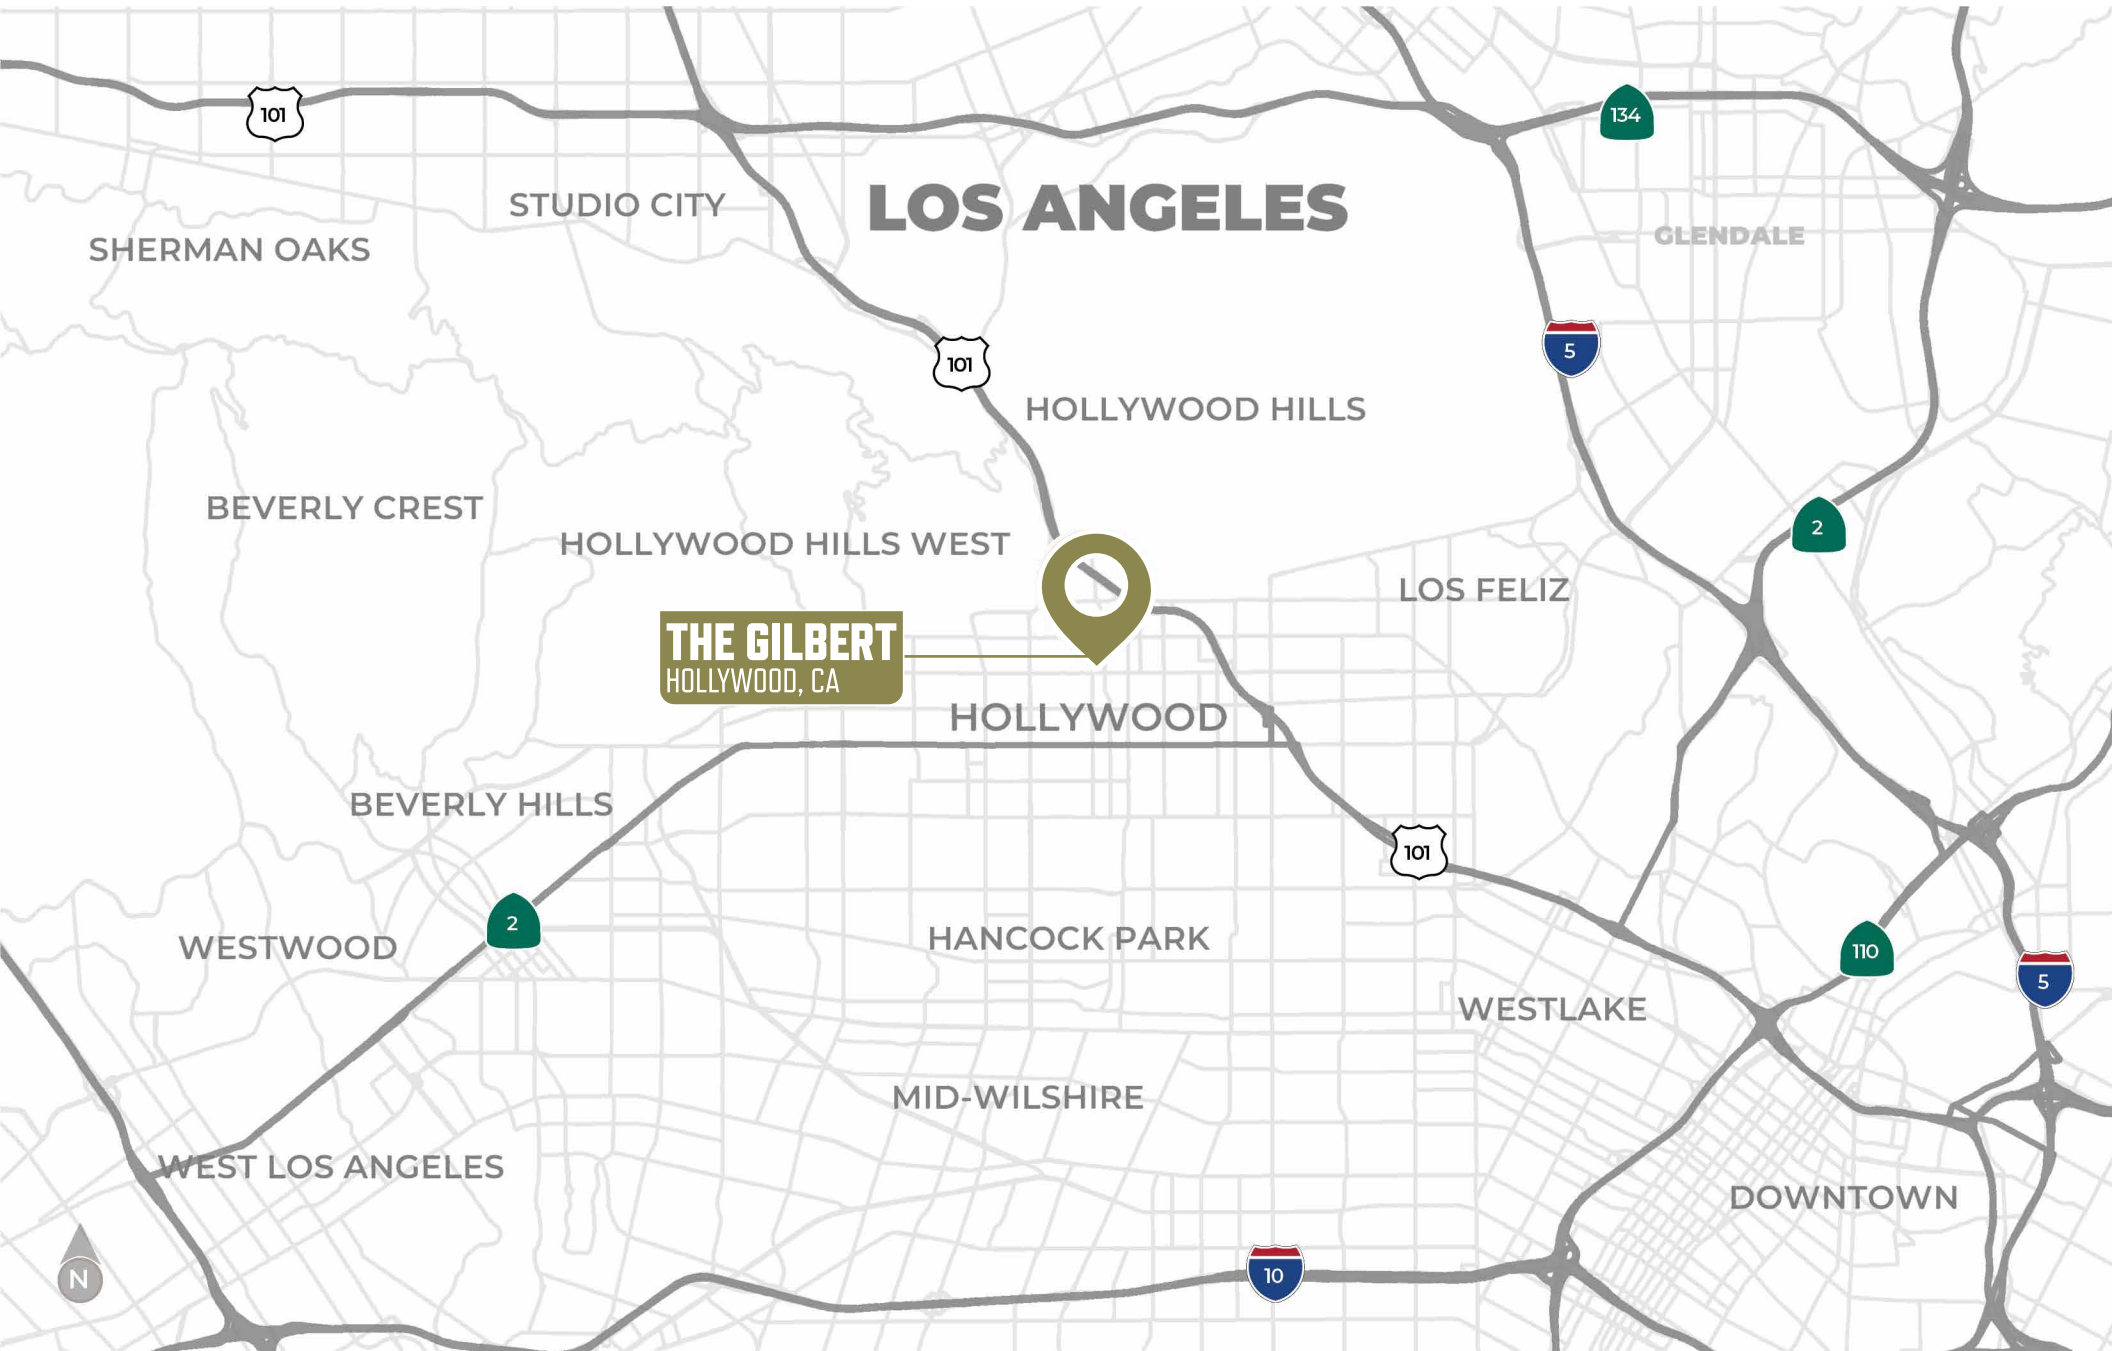 101
134
STUDIO CITY
LOS ANGELES
GLENDALE
SHERMAN OAKS
5
101
HOLLYWOOD HILLS
BEVERLY CREST
2
HOLLYWOOD HILLS WEST
LOS FELIZ
THE GILBERT
HOLLYWOOD, CA
HOLLYWOOD
BEVERLY HILLS
101
2
WESTWOOD
HANCOCK PARK
110
5
WESTLAKE
MID-WILSHIRE
WEST LOS ANGELES
DOWNTOWN
N
10